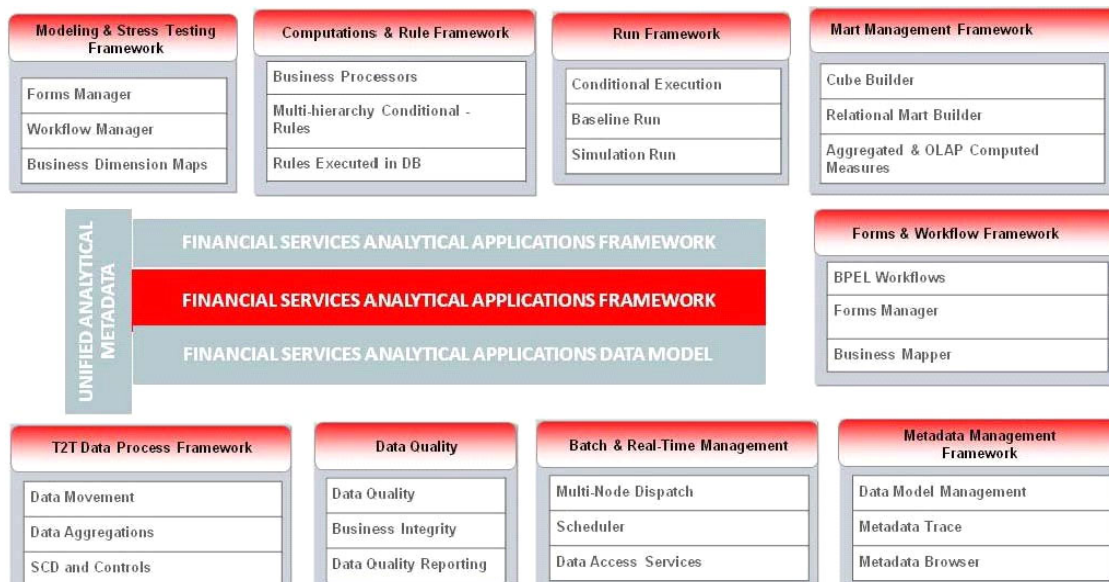 Modeling & Stress Testing
Framework
Forms Manager
Workflow Manager
Business Dimension Maps
Computations & Rule Framework
Business Processors
Multi-hierarchy Conditional -
Rules
Rules Executed in DB
Run Framework
Conditional Execution
Baseline Run
Simulation Run
Mart Management Framework
Cube Builder
Relational Mart Builder
Aggregated & OLAP Computed
Measures
UNIFIED ANALYTICAL
METADATA
FINANCIAL SERVICES ANALYTICAL APPLICATIONS FRAMEWORK
FINANCIAL SERVICES ANALYTICAL APPLICATIONS FRAMEWORK
FINANCIAL SERVICES ANALYTICAL APPLICATIONS DATA MODEL
Forms & Workflow Framework
BPEL Workflows
Forms Manager
Business Mapper
T2T Data Process Framework
Data Movement
Data Aggregations
SCD and Controls
Data Quality
Data Quality
Business Integrity
Data Quality Reporting
Batch & Real-Time Management
Multi-Node Dispatch
Scheduler
Data Access Services
Metadata Management
Framework
Data Model Management
Metadata Trace
Metadata Browser